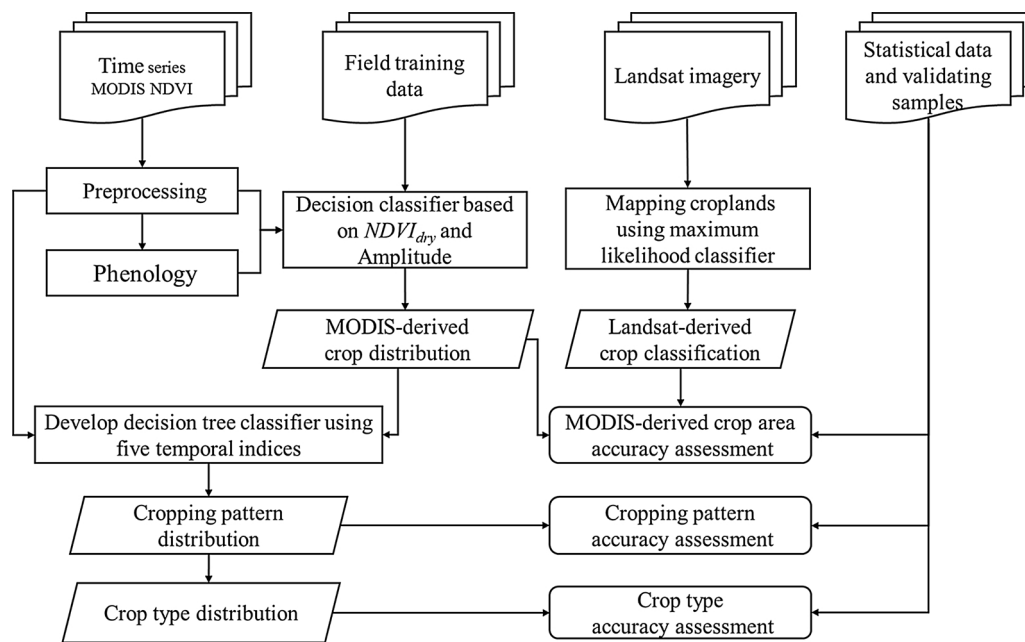 Time series
MODIS NDVI
Field training
data
Landsat imagery
Statistical data
and validating
samples
Preprocessing
Phenology
Decision classifier based
on NDVIdry and
Amplitude
Mapping croplands
using maximum
likelihood classifier
MODIS-derived
crop distribution
Landsat-derived
crop classification
Develop decision tree classifier using
five temporal indices
MODIS-derived crop area
accuracy assessment
Cropping pattern
distribution
Cropping pattern
accuracy assessment
Crop type distribution
Crop type
accuracy assessment